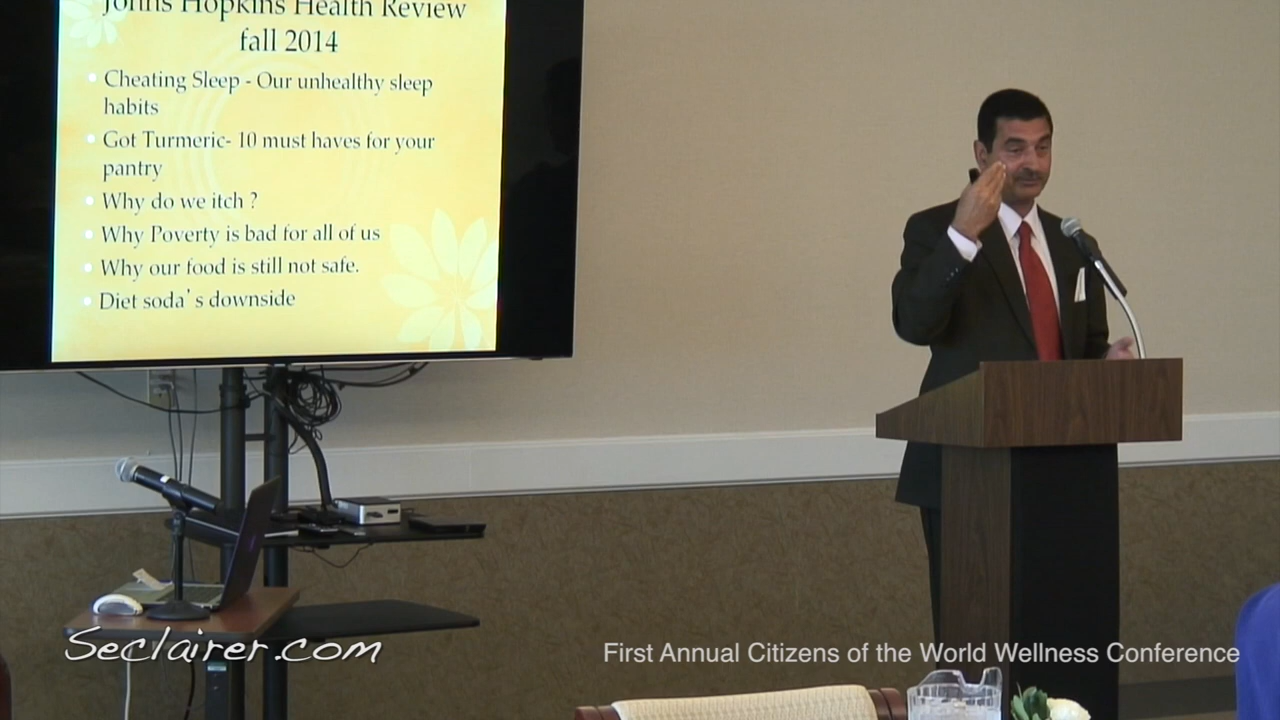 Johns Hopkins Health Review
fall 2014
Cheating Sleep - Our unhealthy sleep
habits
Got Turmeric- 10 must haves for your
pantry
Why do we itch ?
Why Poverty is bad for all of us
Why our food is still not safe.
Diet soda's downside
Seclairer.com
First Annual Citizens of the World Wellness Conference